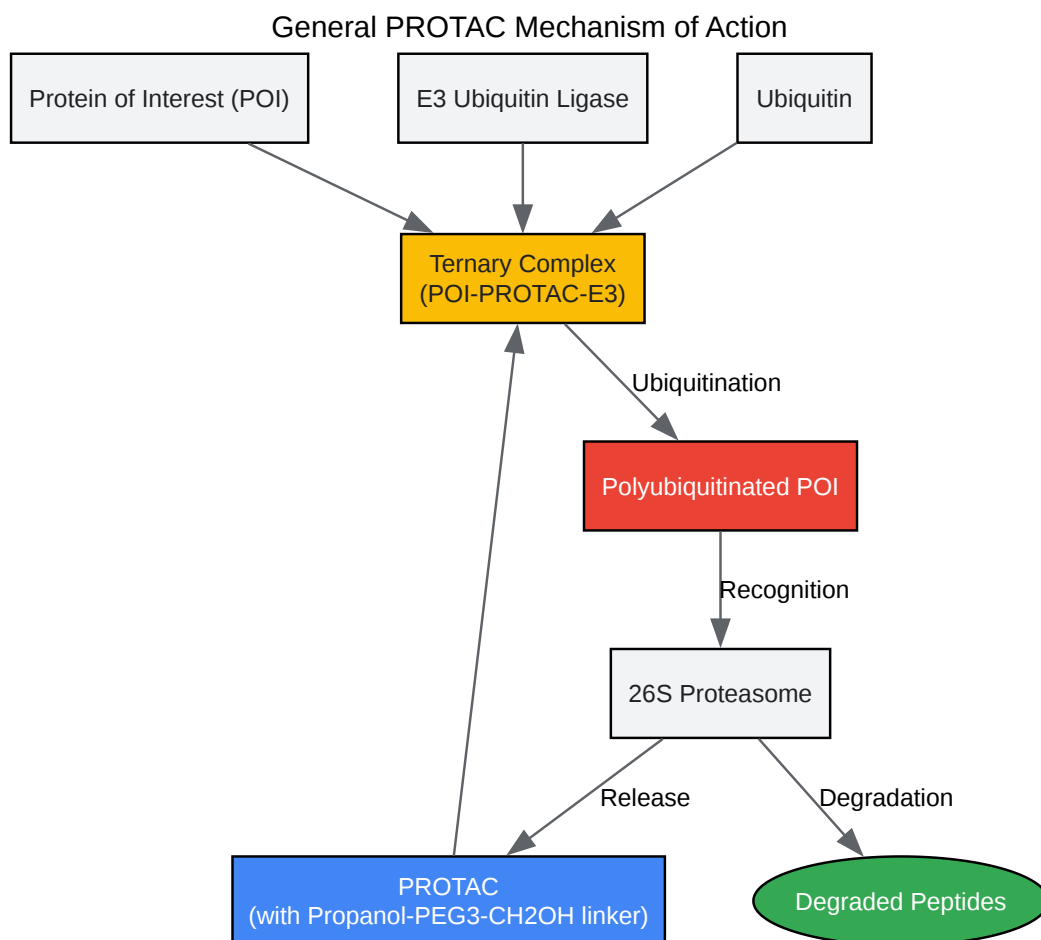 General PROTAC Mechanism of Action
Protein of Interest (POI)
E3 Ubiquitin Ligase
Ubiquitin
Ternary Complex
(POI-PROTAC-E3)
Ubiquitination
Polyubiquitinated POI
Recognition
26S Proteasome
Release
Degradation
PROTAC
(with Propanol-PEG3-CH2OH linker)
Degraded Peptides